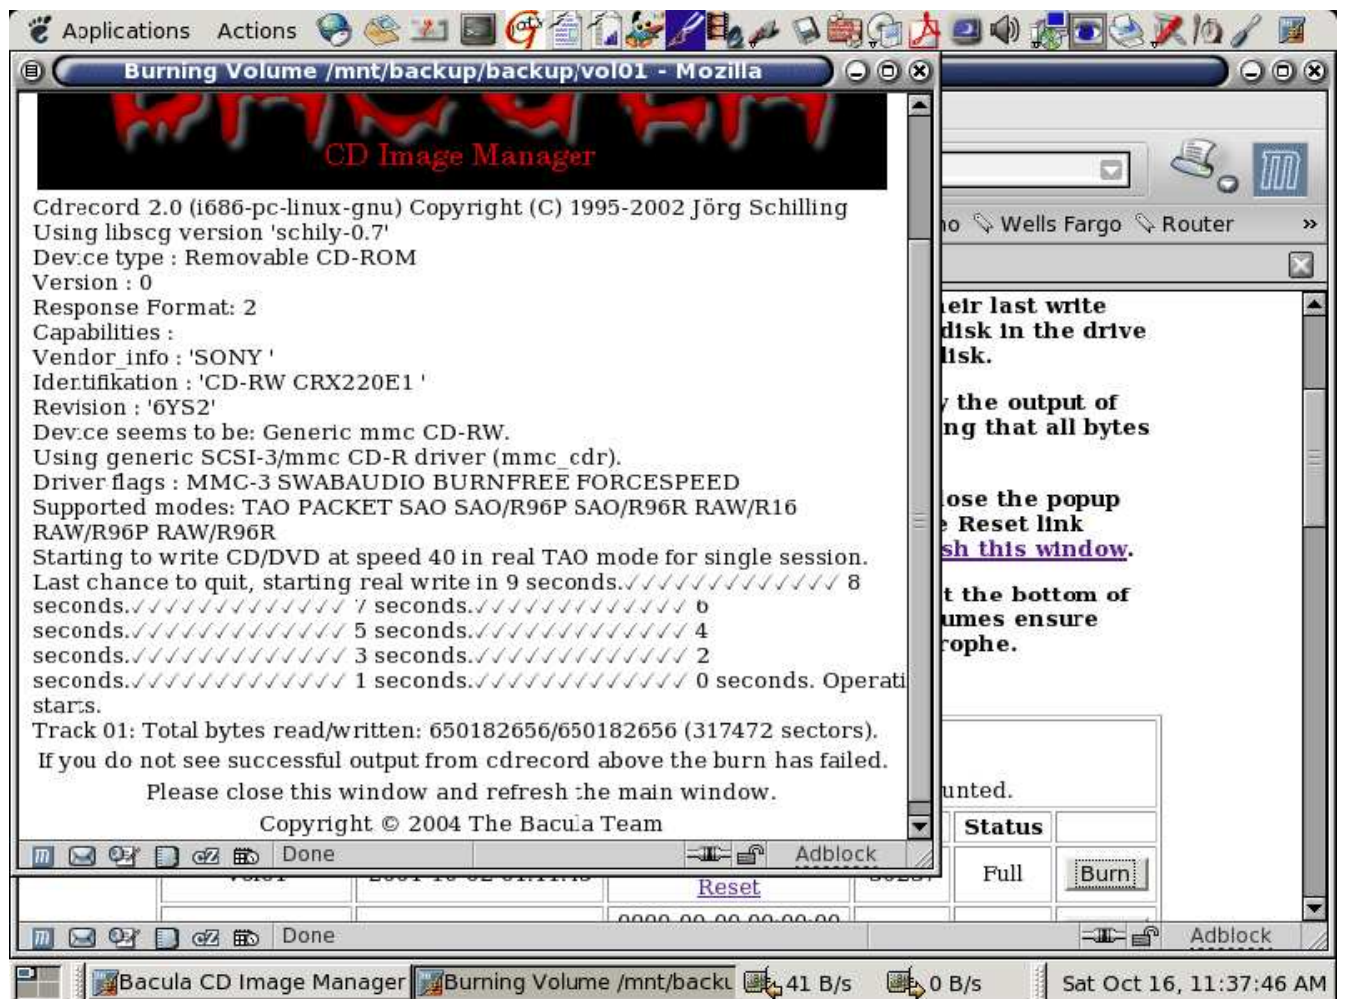 Applications Actions
Burning Volume /mnt/backup/backup/vol01 - Mozilla
CD Image Manager
Cdrecord 2.0 (i686-pc-linux-gnu) Copyright (C) 1995-2002 Jörg Schilling
Using libscg version 'schily-0.7'
Device type : Removable CD-ROM
Version : 0
Response Format: 2
Capabilities :
Vendor_info : 'SONY '
Identifikation : 'CD-RW CRX220E1 '
Revision : '6YS2'
Device seems to be: Generic mmc CD-RW.
Using generic SCSI-3/mmc CD-R driver (mmc_cdr).
Driver flags : MMC-3 SWABAUDIO BURNFREE FORCESPEED
Supported modes: TAO PACKET SAO SAO/R96P SAO/R96R RAW/R16
RAW/R96P RAW/R96R
Starting to write CD/DVD at speed 40 in real TAO mode for single session.
Last chance to quit, starting real write in 9 seconds.✓✓✓✓✓✓✓✓✓✓✓✓✓ 8
seconds.✓✓✓✓✓✓✓✓✓✓✓✓✓ 7 seconds.✓✓✓✓✓✓✓✓✓✓✓✓✓ 6
seconds.✓✓✓✓✓✓✓✓✓✓✓✓✓ 5 seconds.✓✓✓✓✓✓✓✓✓✓✓✓✓ 4
seconds.✓✓✓✓✓✓✓✓✓✓✓✓✓ 3 seconds.✓✓✓✓✓✓✓✓✓✓✓✓✓ 2
seconds.✓✓✓✓✓✓✓✓✓✓✓✓✓ 1 seconds.✓✓✓✓✓✓✓✓✓✓✓✓✓ 0 seconds. Operati
starts.
Track 01: Total bytes read/written: 650182656/650182656 (317472 sectors).
If you do not see successful output from cdrecord above the burn has failed.
Please close this window and refresh the main window.
Copyright © 2004 The Bacula Team
Done
Adblock
Wells Fargo Router »
eir last write
disk in the drive
disk.
the output of
ng that all bytes
ose the popup
Reset link
sh this window.
t the bottom of
umes ensure
rophe.
unted.
Status
Reset
Full
Burn
Done
Adblock
Bacula CD Image Manager
Burning Volume /mnt/backu
41 B/s
0 B/s
Sat Oct 16, 11:37:46 AM